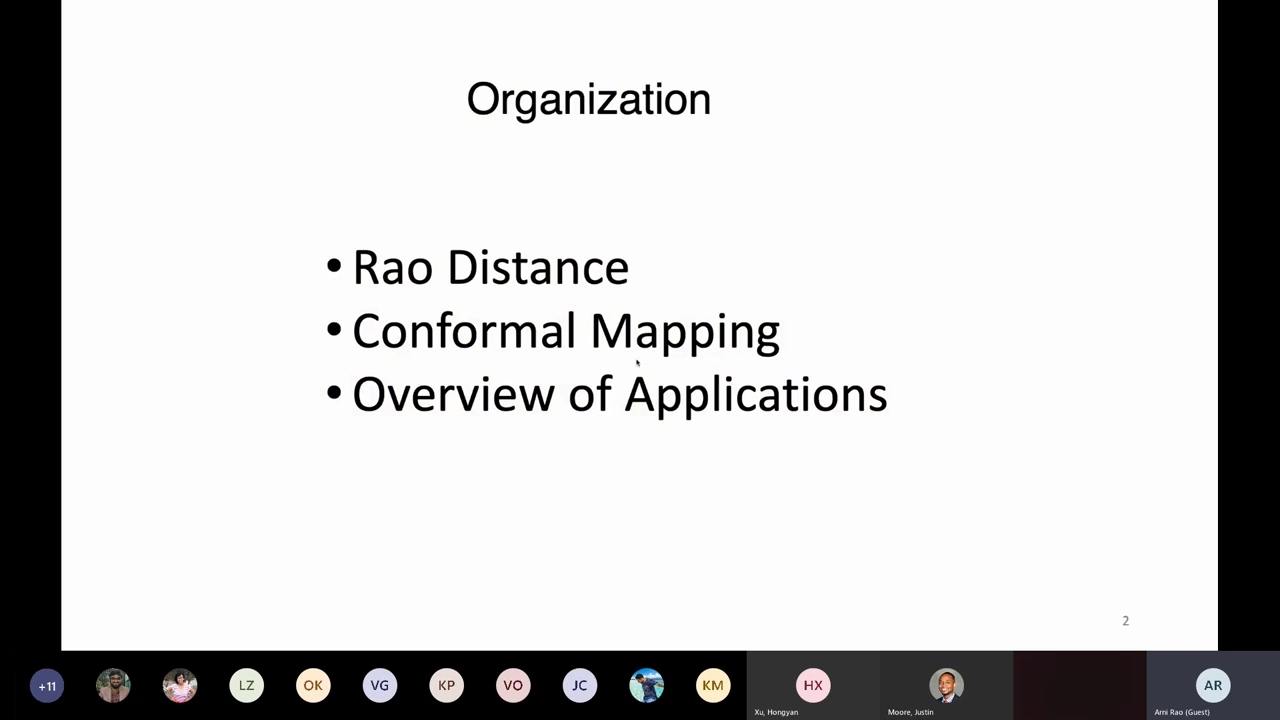 Organization
• Rao Distance
• Conformal Mapping
• Overview of Applications
2
+11
LZ
OK
VG
KP
VO
JC
KM
HX
AR
Xu, Hongyan
Moore, Justin
Arni Rao (Guest)